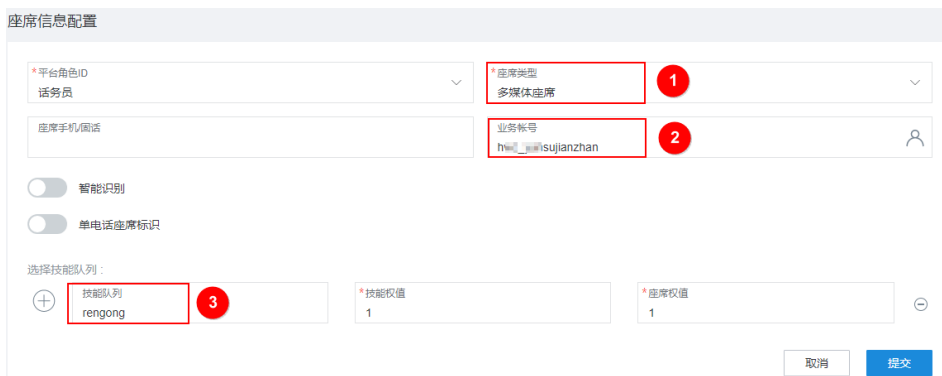 座席信息配置
*平台角色ID
话务员
*座席类型
多媒体座席
1
座席手机/固话
业务帐号
sujianzhan
2
智能识别
单电话座席标识
选择技能队列 :
技能队列
rengong
3
*技能权值
1
*座席权值
1
取消
提交